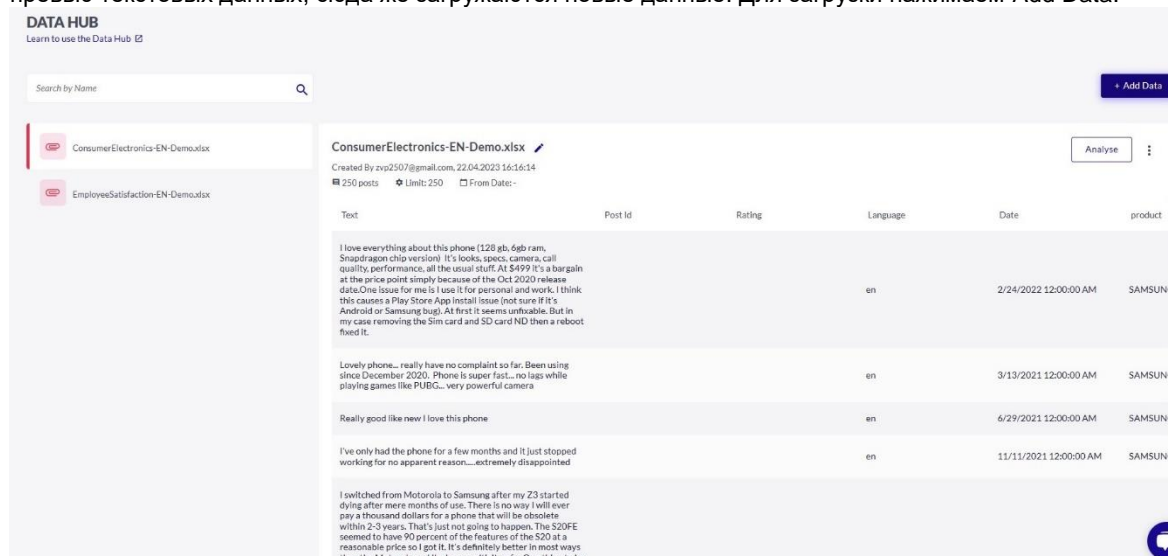 DATA HUB
Learn to use the Data Hub
Search by Name
+ Add Data
ConsumerElectronics-EN-Demo.xlsx
EmployeeSatisfaction-EN-Demo.xlsx
ConsumerElectronics-EN-Demo.xlsx
Analyse
Created By zvp2507@gmail.com, 22.04.2023 16:16:14
250 posts Limit: 250 From Date: -
Text Post Id Rating Language Date product
I love everything about this phone (128 gb, 6gb ram,
Snapdragon chip version) It's looks, specs, camera, call
quality, performance, all the usual stuff. At $499 it's a bargain
at the price point simply because of the Oct 2020 release
date.One issue for me is I use it for personal and work. I think
this causes a Play Store App install issue (not sure if it's
Android or Samsung bug). At first it seems unfixable. But in
my case removing the Sim card and SD card ND then a reboot
fixed it.
en 2/24/2022 12:00:00 AM SAMSUN
Lovely phone... really have no complaint so far. Been using
since December 2020. Phone is super fast... no lags while
playing games like PUBG... very powerful camera
en 3/13/2021 12:00:00 AM SAMSUN
Really good like new I love this phone
en 6/29/2021 12:00:00 AM SAMSUN
I've only had the phone for a few months and it just stopped
working for no apparent reason.....extremely disappointed
en 11/11/2021 12:00:00 AM SAMSUN
I switched from Motorola to Samsung after my Z3 started
dying after mere months of use. There is no way I will ever
pay a thousand dollars for a phone that will be obsolete
within 2-3 years. That's just not going to happen. The S20FE
seemed to have 90 percent of the features of the S20 at a
reasonable price so I got it. It's definitely better in most ways